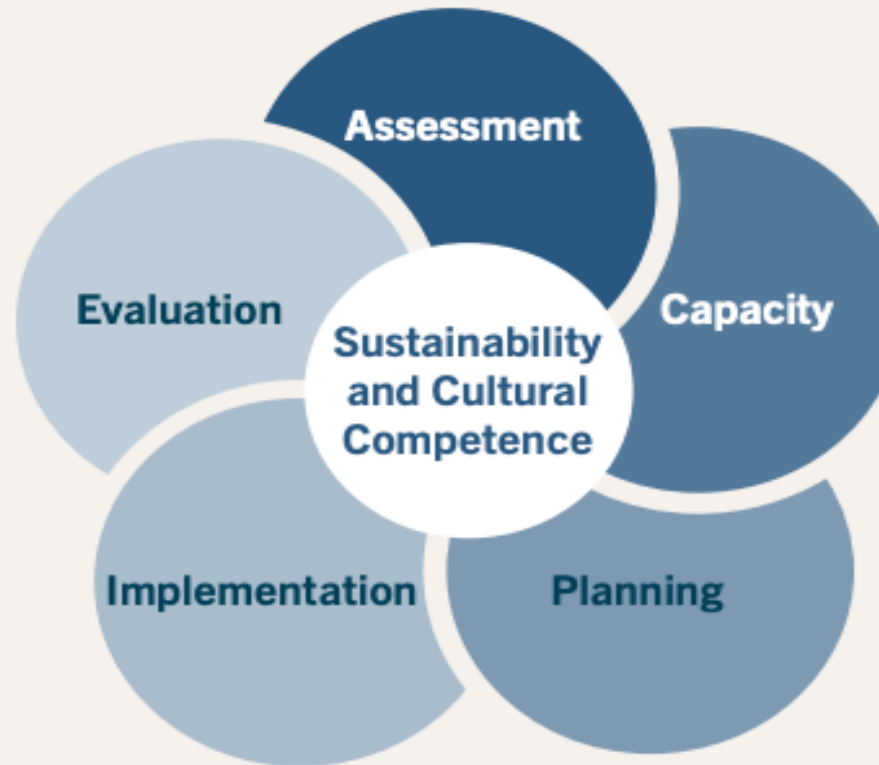 Assessment
Capacity
Planning
Implementation
Evaluation
Sustainability
and Cultural
Competence